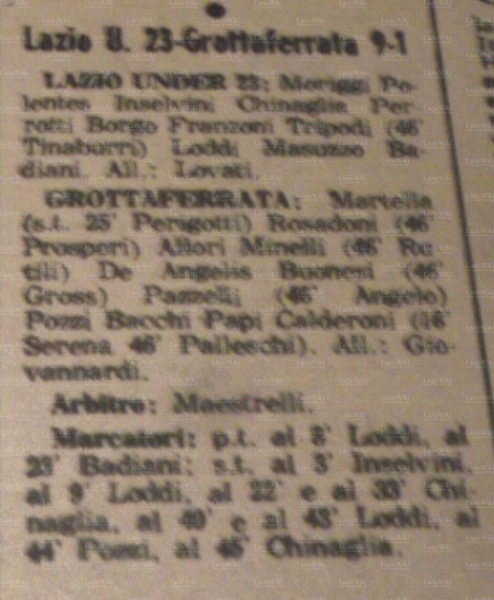 Lazio U. 23-Grottaferrata 9-1
LAZIO UNDER 23: Moriggi Po-
lentes Inselvini Chinaglia Per-
rotti Borgo Franzoni Tripodi (46'
Tinaburri) Loddi Masuzzo Ba-
diani. All.: Lovati.
GROTTAFERRATA: Martella
(s.t. 25' Perigotti) Rosadoni (46'
Prosperi) Allori Minelli (46' Ru-
tili) De Angelis Buonesi (46'
Gross) Pazzelli (46' Angelo)
Pozzi Bacchi Papi Calderoni (16'
Serena 46' Palleschi). All.: Gio-
vannardi.
Arbitro: Maestrelli.
Marcatori: p.t. al 8' Loddi, al
23' Badiani; s.t. al 3' Inselvini,
al 9' Loddi, al 22' e al 33' Chi-
naglia, al 40' e al 43' Loddi, al
44' Pozzi, al 45' Chinaglia.